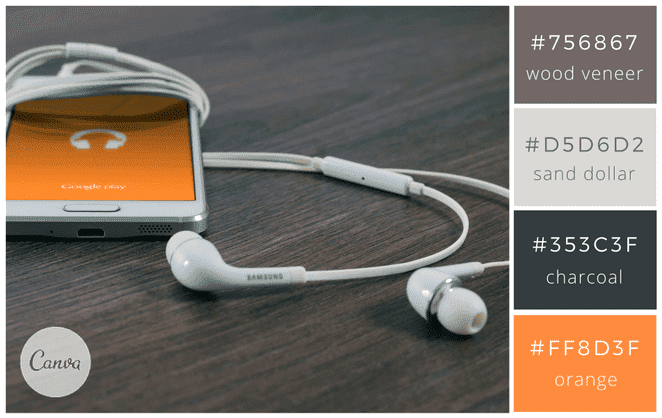 Google play
SAMSUNG
Canva
#756867
wood veneer
#D5D6D2
sand dollar
#353C3F
charcoal
#FF8D3F
orange